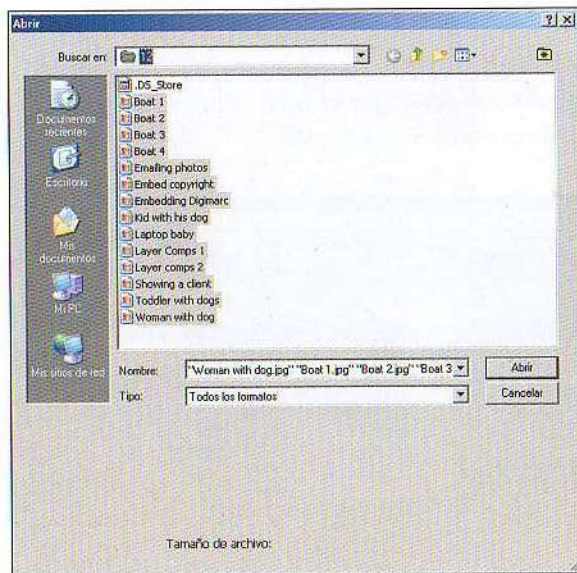 Abrir
Buscar en: 12
Documentos recientes
Escritorio
Mis documentos
Mi PC
Mis sitios de red
.DS_Store
Boat 1
Boat 2
Boat 3
Boat 4
Emailing photos
Embed copyright
Embedding Digimarc
Kid with his dog
Laptop baby
Layer Comps 1
Layer comps 2
Showing a client
Toddler with dogs
Woman with dog
Nombre: "Woman with dog.jpg" "Boat 1.jpg" "Boat 2.jpg" "Boat 3 Abrir
Tipo: Todos los formatos Cancelar
Tamaño de archivo: